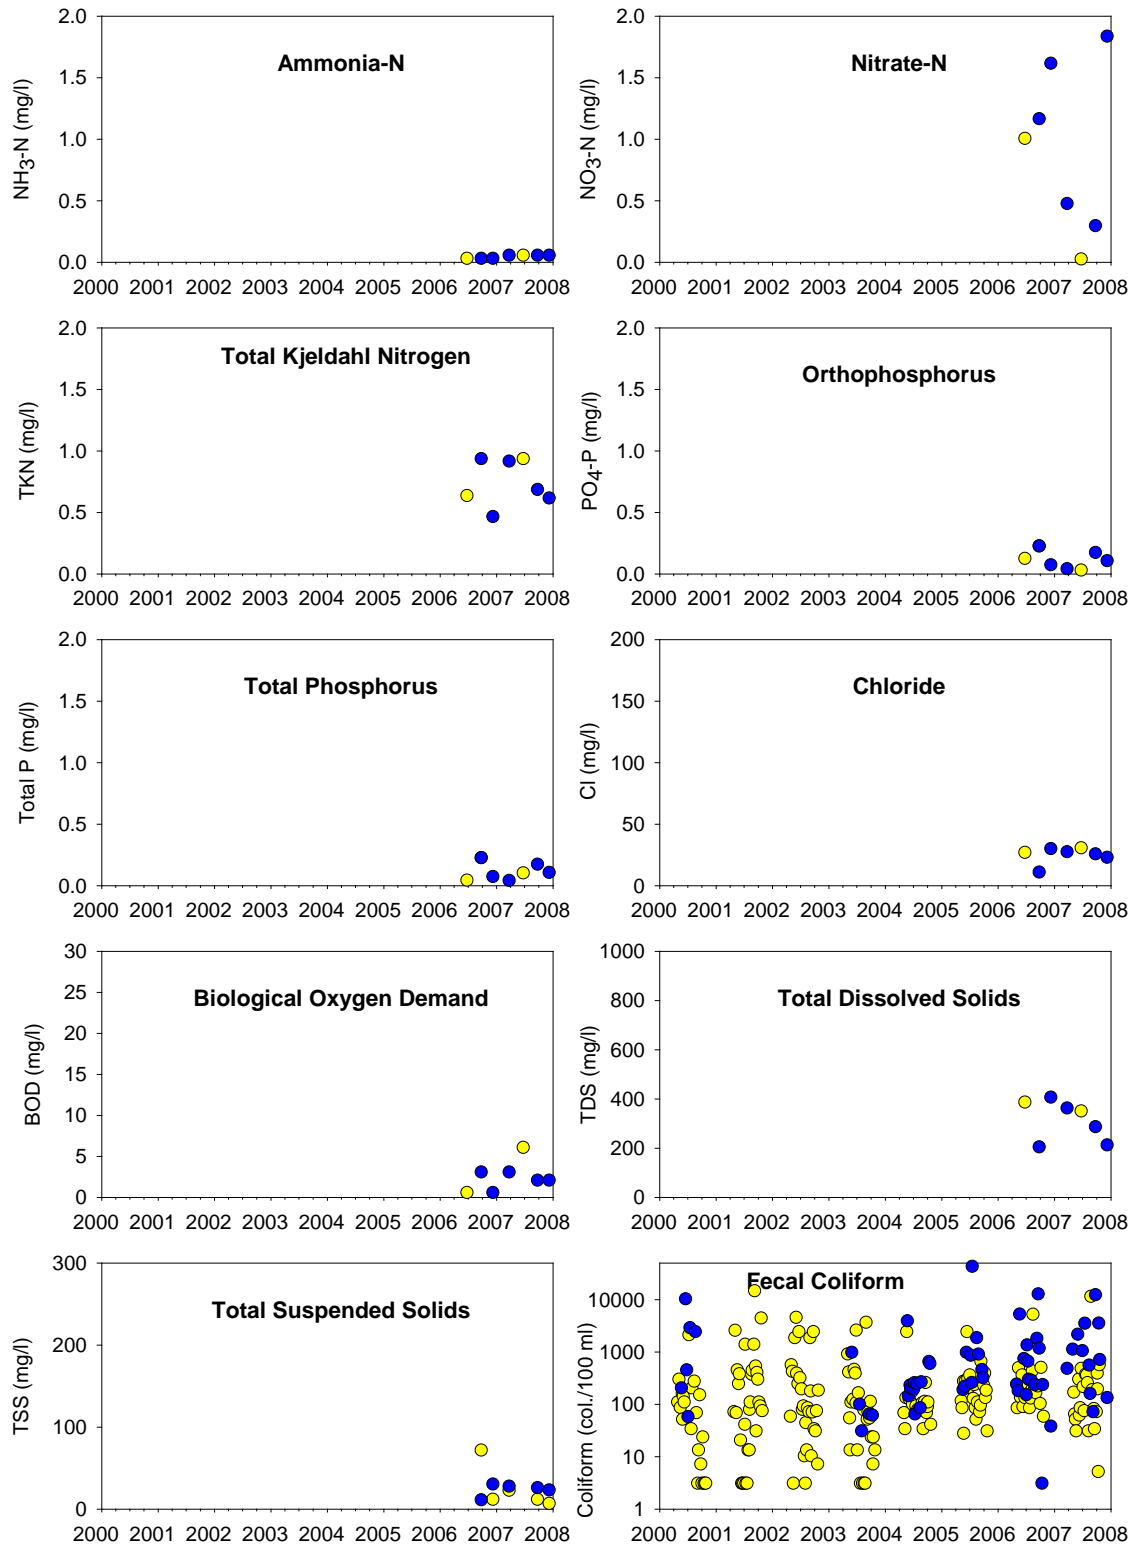 Ammonia-N
NH3-N (mg/l)
2.0
1.5
1.0
0.5
0.0
2000 2001 2002 2003 2004 2005 2006 2007 2008
Nitrate-N
NO3-N (mg/l)
2.0
1.5
1.0
0.5
0.0
2000 2001 2002 2003 2004 2005 2006 2007 2008
Total Kjeldahl Nitrogen
TKN (mg/l)
2.0
1.5
1.0
0.5
0.0
2000 2001 2002 2003 2004 2005 2006 2007 2008
Orthophosphorus
PO4-P (mg/l)
2.0
1.5
1.0
0.5
0.0
2000 2001 2002 2003 2004 2005 2006 2007 2008
Total Phosphorus
Total P (mg/l)
2.0
1.5
1.0
0.5
0.0
2000 2001 2002 2003 2004 2005 2006 2007 2008
Chloride
Cl (mg/l)
200
150
100
50
0
2000 2001 2002 2003 2004 2005 2006 2007 2008
Biological Oxygen Demand
BOD (mg/l)
30
25
20
15
10
5
0
2000 2001 2002 2003 2004 2005 2006 2007 2008
Total Dissolved Solids
TDS (mg/l)
1000
800
600
400
200
0
2000 2001 2002 2003 2004 2005 2006 2007 2008
Total Suspended Solids
TSS (mg/l)
300
200
100
0
2000 2001 2002 2003 2004 2005 2006 2007 2008
Fecal Coliform
Coliform (col./100 ml)
10000
1000
100
10
1
2000 2001 2002 2003 2004 2005 2006 2007 2008